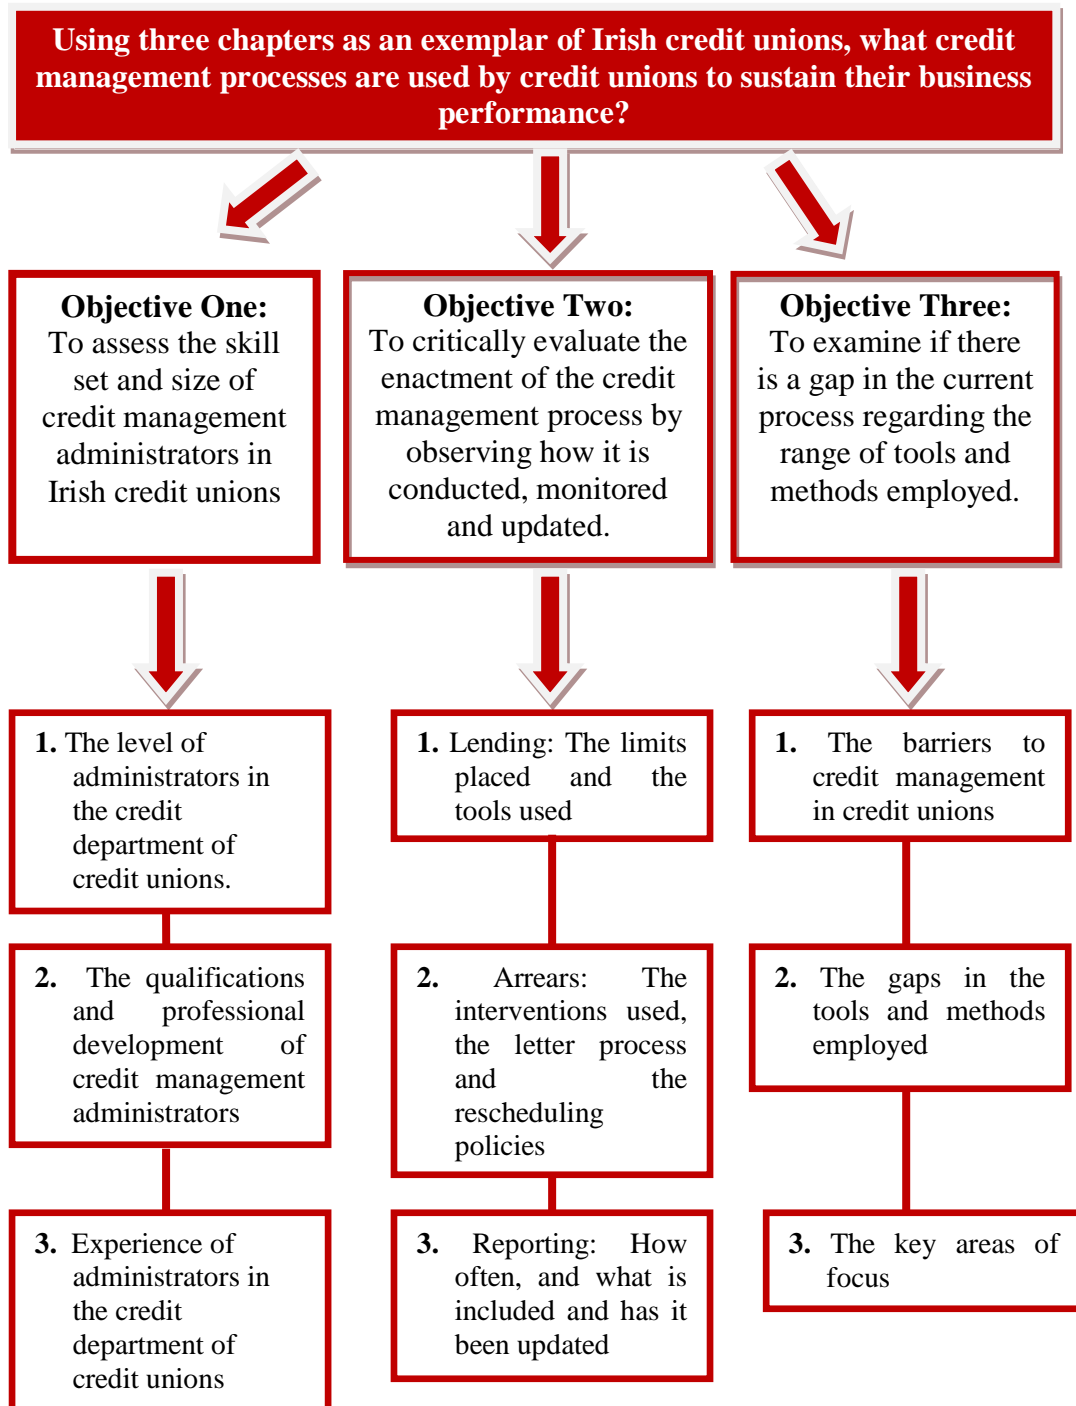 Using three chapters as an exemplar of Irish credit unions, what credit
management processes are used by credit unions to sustain their business
performance?
Objective One:
To assess the skill
set and size of
credit management
administrators in
Irish credit unions
Objective Two:
To critically evaluate the
enactment of the credit
management process by
observing how it is
conducted, monitored
and updated.
Objective Three:
To examine if there
is a gap in the current
process regarding the
range of tools and
methods employed.
1. The level of
administrators in
the credit
department of
credit unions.
2. The qualifications
and professional
development of
credit management
administrators
3. Experience of
administrators in
the credit
department of
credit unions
1. Lending: The limits
placed and the
tools used
2. Arrears: The
interventions used,
the letter process
and the
rescheduling
policies
3. Reporting: How
often, and what is
included and has it
been updated
1. The barriers to
credit management
in credit unions
2. The gaps in the
tools and methods
employed
3. The key areas of
focus